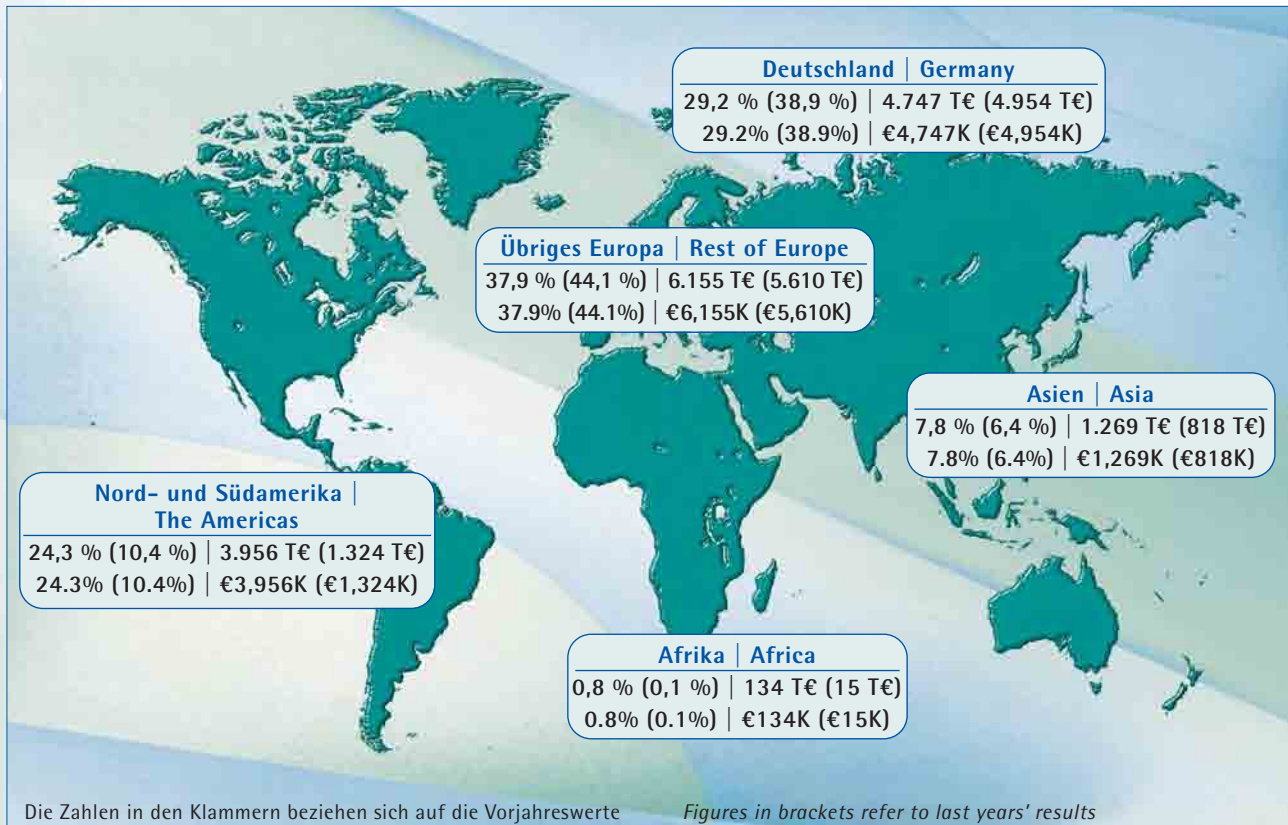 Deutschland | Germany
29,2 % (38,9 %) | 4.747 T€ (4.954 T€)
29.2% (38.9%) | €4,747K (€4,954K)
Übriges Europa | Rest of Europe
37,9 % (44,1 %) | 6.155 T€ (5.610 T€)
37.9% (44.1%) | €6,155K (€5,610K)
Asien | Asia
7,8 % (6,4 %) | 1.269 T€ (818 T€)
7.8% (6.4%) | €1,269K (€818K)
Nord- und Südamerika |
The Americas
24,3 % (10,4 %) | 3.956 T€ (1.324 T€)
24.3% (10.4%) | €3,956K (€1,324K)
Afrika | Africa
0,8 % (0,1 %) | 134 T€ (15 T€)
0.8% (0.1%) | €134K (€15K)
Die Zahlen in den Klammern beziehen sich auf die Vorjahreswerte
Figures in brackets refer to last years' results